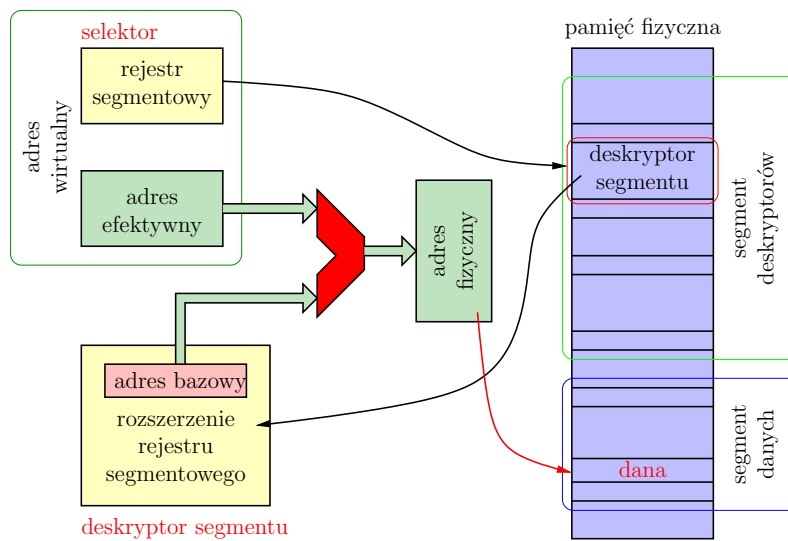 selektor
rejestr
segmentowy
adres
wirtualny
adres
efektywny
adres
fizyczny
adres bazowy
rozszerzenie
rejestru
segmentowego
deskryptor segmentu
pamięć fizyczna
deskryptor
segmentu
segment
deskryptorów
dana
segment
danych